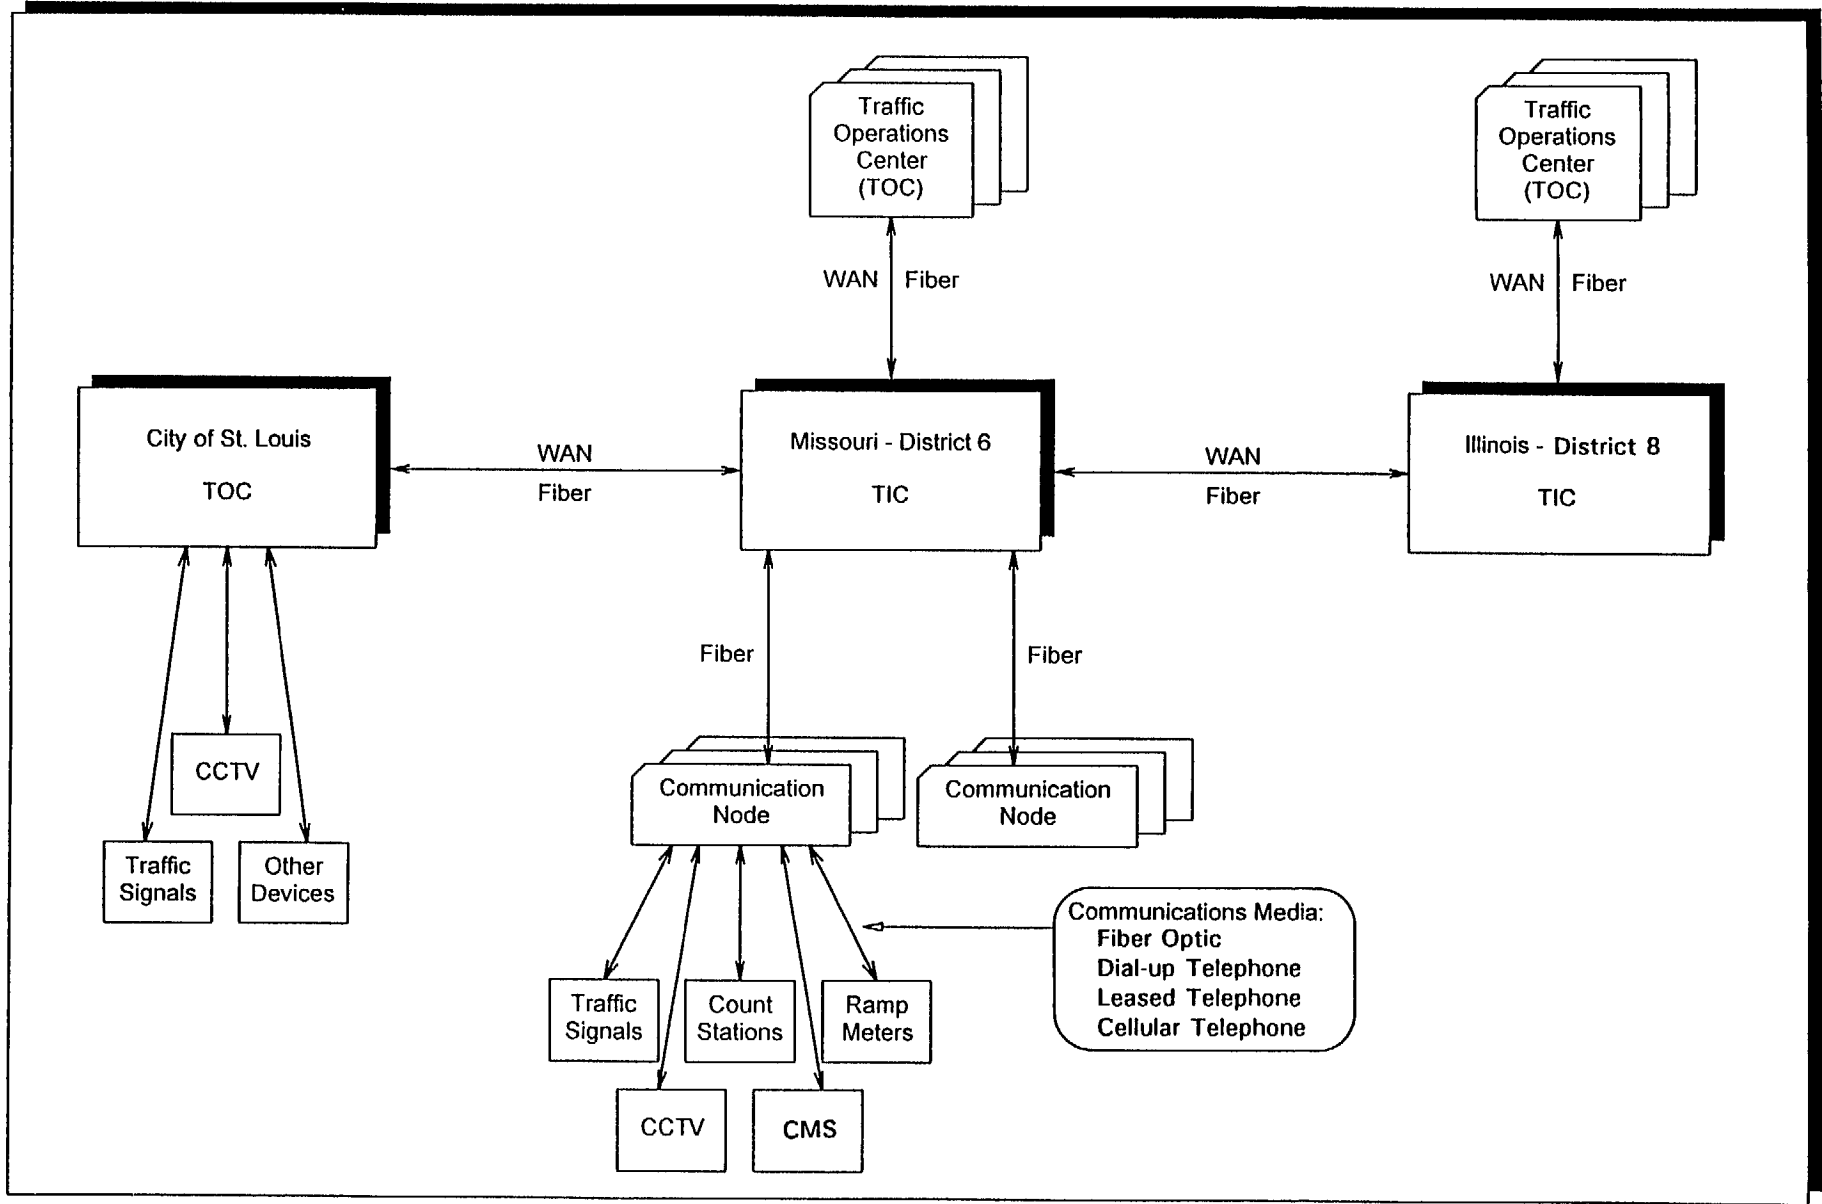 Traffic
Operations
Center
(TOC)
Traffic
Operations
Center
(TOC)
WAN Fiber
WAN Fiber
City of St. Louis
TOC
WAN
Fiber
Missouri - District 6
TIC
WAN
Fiber
Illinois - District 8
TIC
Fiber
Fiber
CCTV
Traffic
Signals
Other
Devices
Communication
Node
Communication
Node
Communications Media:
Fiber Optic
Dial-up Telephone
Leased Telephone
Cellular Telephone
Traffic
Signals
Count
Stations
Ramp
Meters
CCTV
CMS